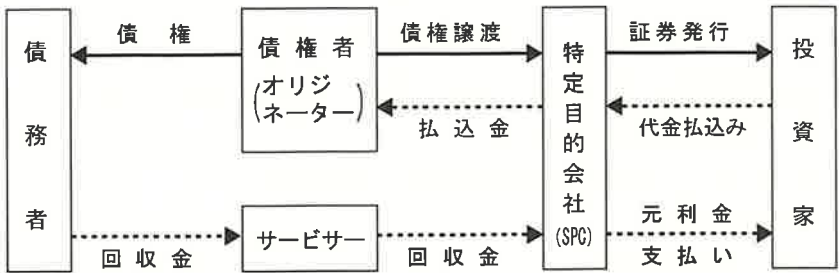 債務者
債権
債権者
(オリジ
ネーター)
債権譲渡
払込金
特定目的会社
(SPC)
証券発行
代金払込み
投資家
回収金
サービサー
回収金
元利金
支払い